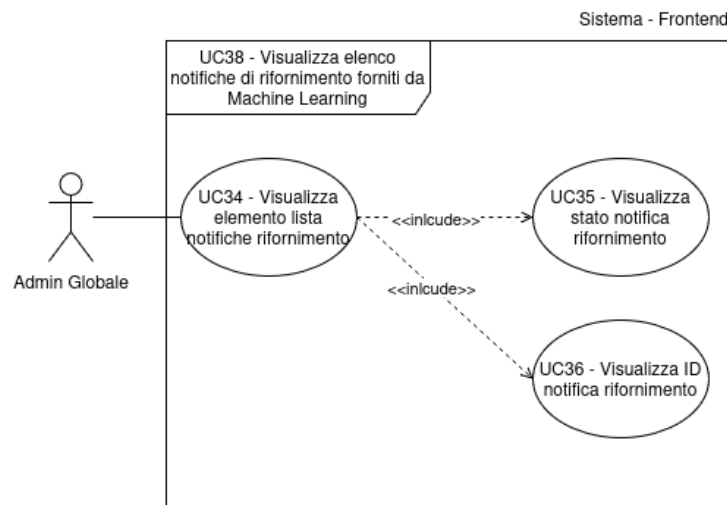 Sistema - Frontend
UC38 - Visualizza elenco
notifiche di rifornimento forniti da
Machine Learning
UC34 - Visualizza
elemento lista
notifiche rifornimento
<<inlcude>>
UC35 - Visualizza
stato notifica
rifornimento
Admin Globale
<<inlcude>>
UC36 - Visualizza ID
notifica rifornimento